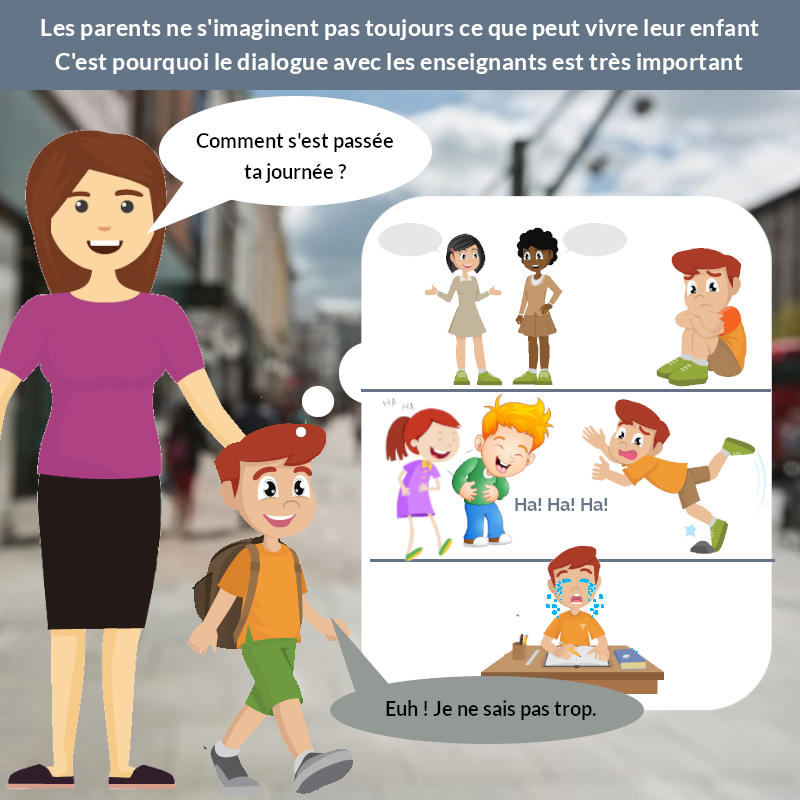 Les parents ne s'imaginent pas toujours ce que peut vivre leur enfant
C'est pourquoi le dialogue avec les enseignants est très important
Comment s'est passée
ta journée ?
HA HA
Ha! Ha! Ha!
Euh ! Je ne sais pas trop.